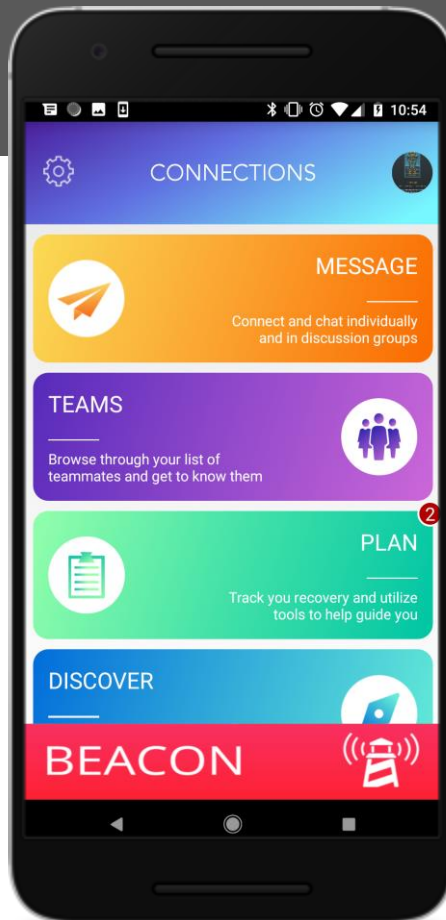 10:54
CONNECTIONS
MESSAGE
Connect and chat individually
and in discussion groups
TEAMS
Browse through your list of
teammates and get to know them
2
PLAN
Track you recovery and utilize
tools to help guide you
DISCOVER
BEACON